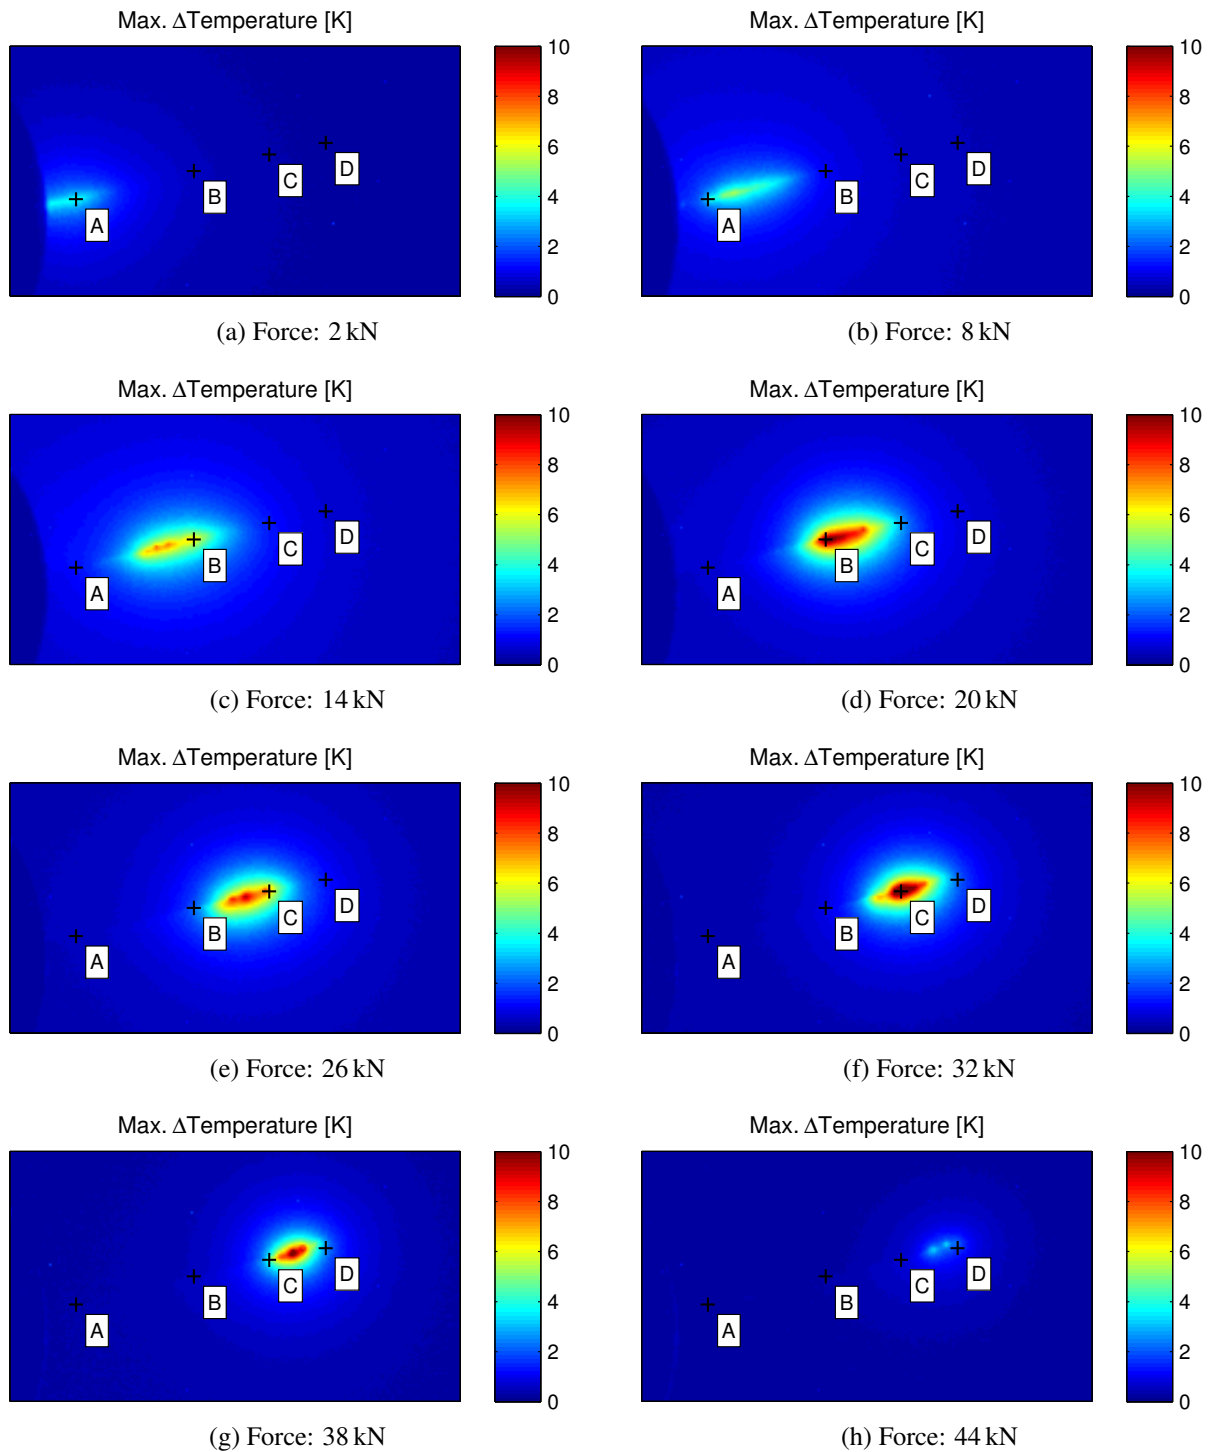 Max. ΔTemperature [K]
10
8
6
4
2
0
A
B
C
D
(a) Force: 2 kN
Max. ΔTemperature [K]
10
8
6
4
2
0
A
B
C
D
(b) Force: 8 kN
Max. ΔTemperature [K]
10
8
6
4
2
0
A
B
C
D
(c) Force: 14 kN
Max. ΔTemperature [K]
10
8
6
4
2
0
A
B
C
D
(d) Force: 20 kN
Max. ΔTemperature [K]
10
8
6
4
2
0
A
B
C
D
(e) Force: 26 kN
Max. ΔTemperature [K]
10
8
6
4
2
0
A
B
C
D
(f) Force: 32 kN
Max. ΔTemperature [K]
10
8
6
4
2
0
A
B
C
D
(g) Force: 38 kN
Max. ΔTemperature [K]
10
8
6
4
2
0
A
B
C
D
(h) Force: 44 kN